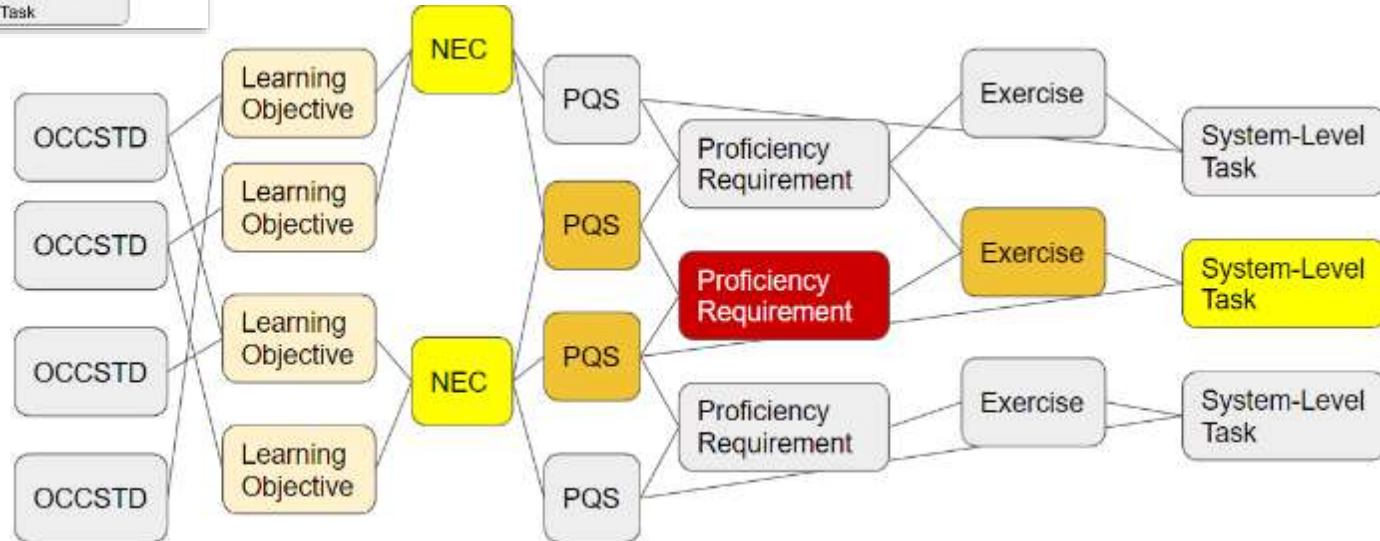 Task
OCCSTD
OCCSTD
OCCSTD
OCCSTD
Learning
Objective
Learning
Objective
Learning
Objective
Learning
Objective
NEC
NEC
PQS
PQS
PQS
PQS
Proficiency
Requirement
Proficiency
Requirement
Proficiency
Requirement
Exercise
Exercise
Exercise
System-Level
Task
System-Level
Task
System-Level
Task